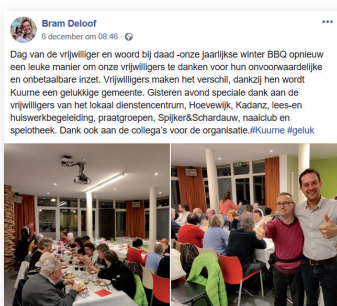 Bram Deloof
6 december om 08:46 ·
Dag van de vrijwilliger en woord bij daad -onze jaarlijkse winter BBQ opnieuw
een leuke manier om onze vrijwilligers te danken voor hun onvoorwaardelijke
en onbetaalbare inzet. Vrijwilligers maken het verschil, dankzij hen wordt
Kuurne een gelukkige gemeente. Gisteren avond speciale dank aan de
vrijwilligers van het lokaal dienstencentrum, Hoevewijk, Kadanz, lees-en
huiswerkbegeleiding, praatgroepen, Spijker&Schardauw, naaiclub en
spelotheek. Dank ook aan de collega's voor de organisatie.#Kuurne #geluk